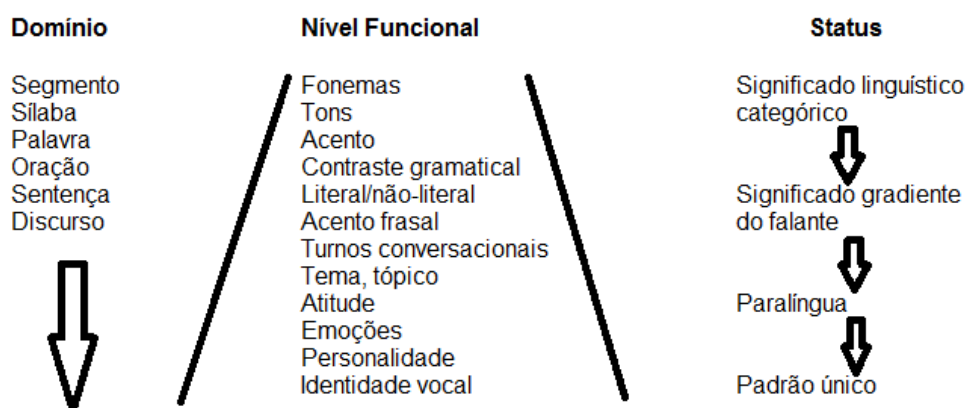 Domínio
Nível Funcional
Status
Segmento
Sílaba
Palavra
Oração
Sentença
Discurso
Fonemas
Tons
Acento
Contraste gramatical
Literal/não-literal
Acento frasal
Turnos conversacionais
Tema, tópico
Atitude
Emoções
Personalidade
Identidade vocal
Significado linguístico
categórico
Significado gradiente
do falante
Paralíngua
Padrão único